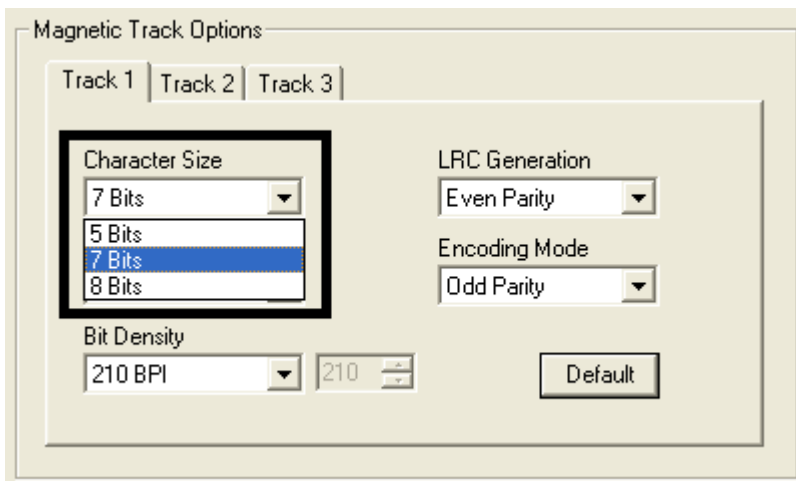 Magnetic Track Options
Track 1 Track 2 Track 3
Character Size
7 Bits
5 Bits
7 Bits
8 Bits
LRC Generation
Even Parity
Encoding Mode
Odd Parity
Bit Density
210 BPI 210
Default